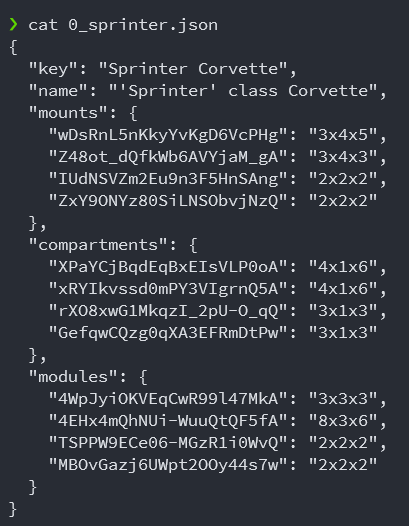 ❯ cat 0_sprinter.json
{
  "key": "Sprinter Corvette",
  "name": "'Sprinter' class Corvette",
  "mounts": {
    "wDsRnL5nKkyYvKgD6VcPHg": "3x4x5",
    "Z48ot_dQfkWb6AVYjaM_gA": "3x4x3",
    "IUdNSVZm2Eu9n3F5HnSAng": "2x2x2",
    "ZxY9ONYz80SiLNSObvjNzQ": "2x2x2"
  },
  "compartments": {
    "XPaYCjBqdEqBxEIsVLP0oA": "4x1x6",
    "xRYIkvssd0mPY3VIgrnQ5A": "4x1x6",
    "rXO8xwG1MkqzI_2pU-O_qQ": "3x1x3",
    "GefqwCQzg0qXA3EFRmDtPw": "3x1x3"
  },
  "modules": {
    "4WpJyiOKVEqCwR99l47MkA": "3x3x3",
    "4EHx4mQhNUi-WuuQtQF5fA": "8x3x6",
    "TSPPW9ECe06-MGzR1i0WvQ": "2x2x2",
    "MBOvGazj6UWpt2OOy44s7w": "2x2x2"
  }
}